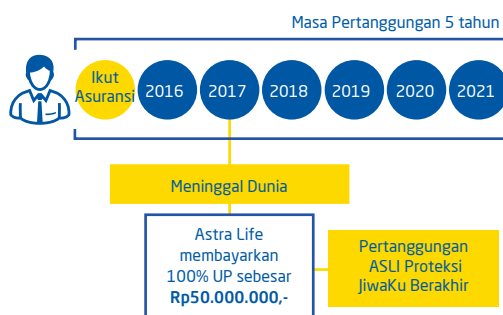 Masa Pertanggungan 5 tahun
Ikut
Asuransi
2016
2017
2018
2019
2020
2021
Meninggal Dunia
Astra Life
membayarkan
100% UP sebesar
Rp50.000.000,-
Pertanggungan
ASLI Proteksi
JiwaKu Berakhir